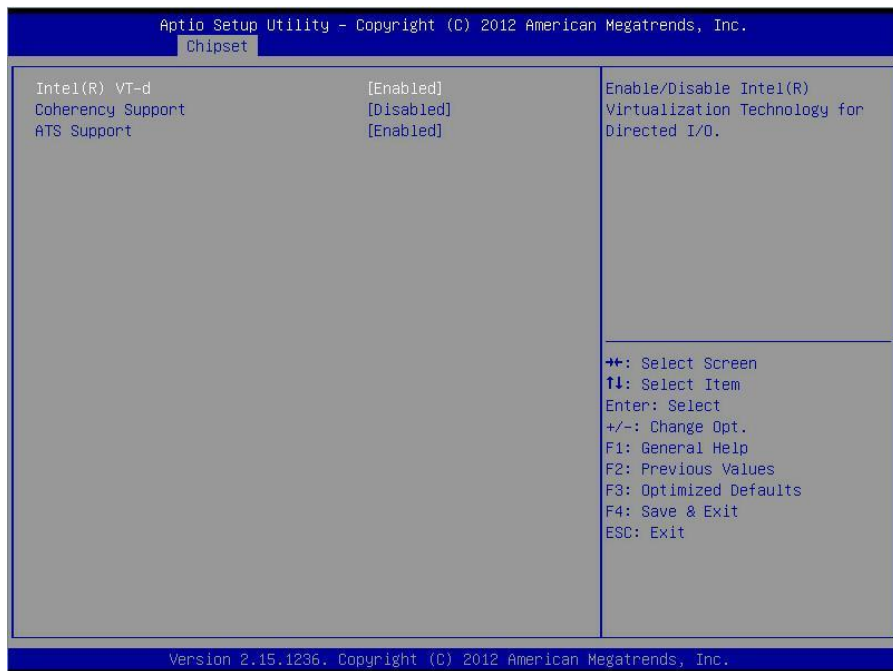 Aptio Setup Utility – Copyright (C) 2012 American Megatrends, Inc.
Chipset
Intel(R) VT-d [Enabled]
Coherency Support [Disabled]
ATS Support [Enabled]
Enable/Disable Intel(R)
Virtualization Technology for
Directed I/O.
→←: Select Screen
↑↓: Select Item
Enter: Select
+/-: Change Opt.
F1: General Help
F2: Previous Values
F3: Optimized Defaults
F4: Save & Exit
ESC: Exit
Version 2.15.1236. Copyright (C) 2012 American Megatrends, Inc.